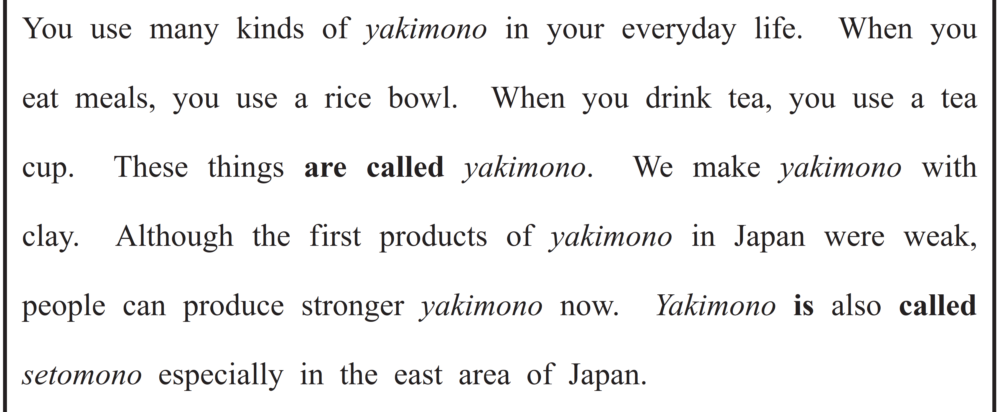 You use many kinds of yakimono in your everyday life. When you
eat meals, you use a rice bowl. When you drink tea, you use a tea
cup. These things are called yakimono. We make yakimono with
clay. Although the first products of yakimono in Japan were weak,
people can produce stronger yakimono now. Yakimono is also called
setomono especially in the east area of Japan.